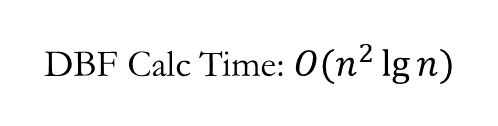 DBF Calc Time: O(n² lg n)